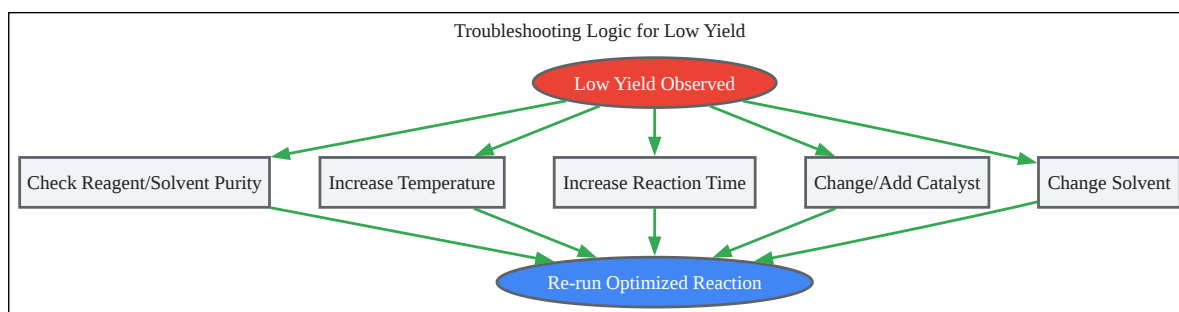 Troubleshooting Logic for Low Yield
Low Yield Observed
Check Reagent/Solvent Purity
Increase Temperature
Increase Reaction Time
Change/Add Catalyst
Change Solvent
Re-run Optimized Reaction